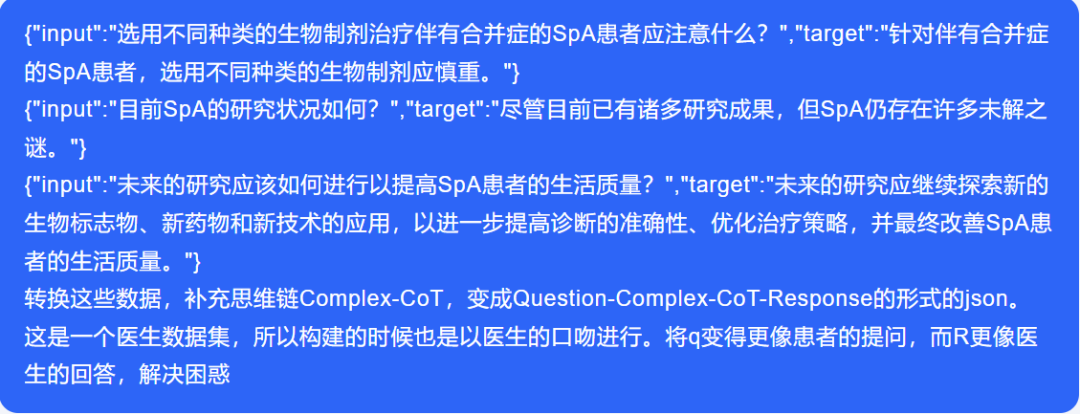 {"input":"选用不同种类的生物制剂治疗伴有合并症的SpA患者应注意什么？","target":"针对伴有合并症
的SpA患者，选用不同种类的生物制剂应慎重。"}
{"input":"目前SpA的研究状况如何？","target":"尽管目前已有诸多研究成果，但SpA仍存在许多未解之
谜。"}
{"input":"未来的研究应该如何进行以提高SpA患者的生活质量？","target":"未来的研究应继续探索新的
生物标志物、新药物和新技术的应用，以进一步提高诊断的准确性、优化治疗策略，并最终改善SpA患
者的生活质量。"}
转换这些数据，补充思维链Complex-CoT，变成Question-Complex-CoT-Response的形式的json。
这是一个医生数据集，所以构建的时候也是以医生的口吻进行。将q变得更像患者的提问，而R更像医
生的回答，解决困惑